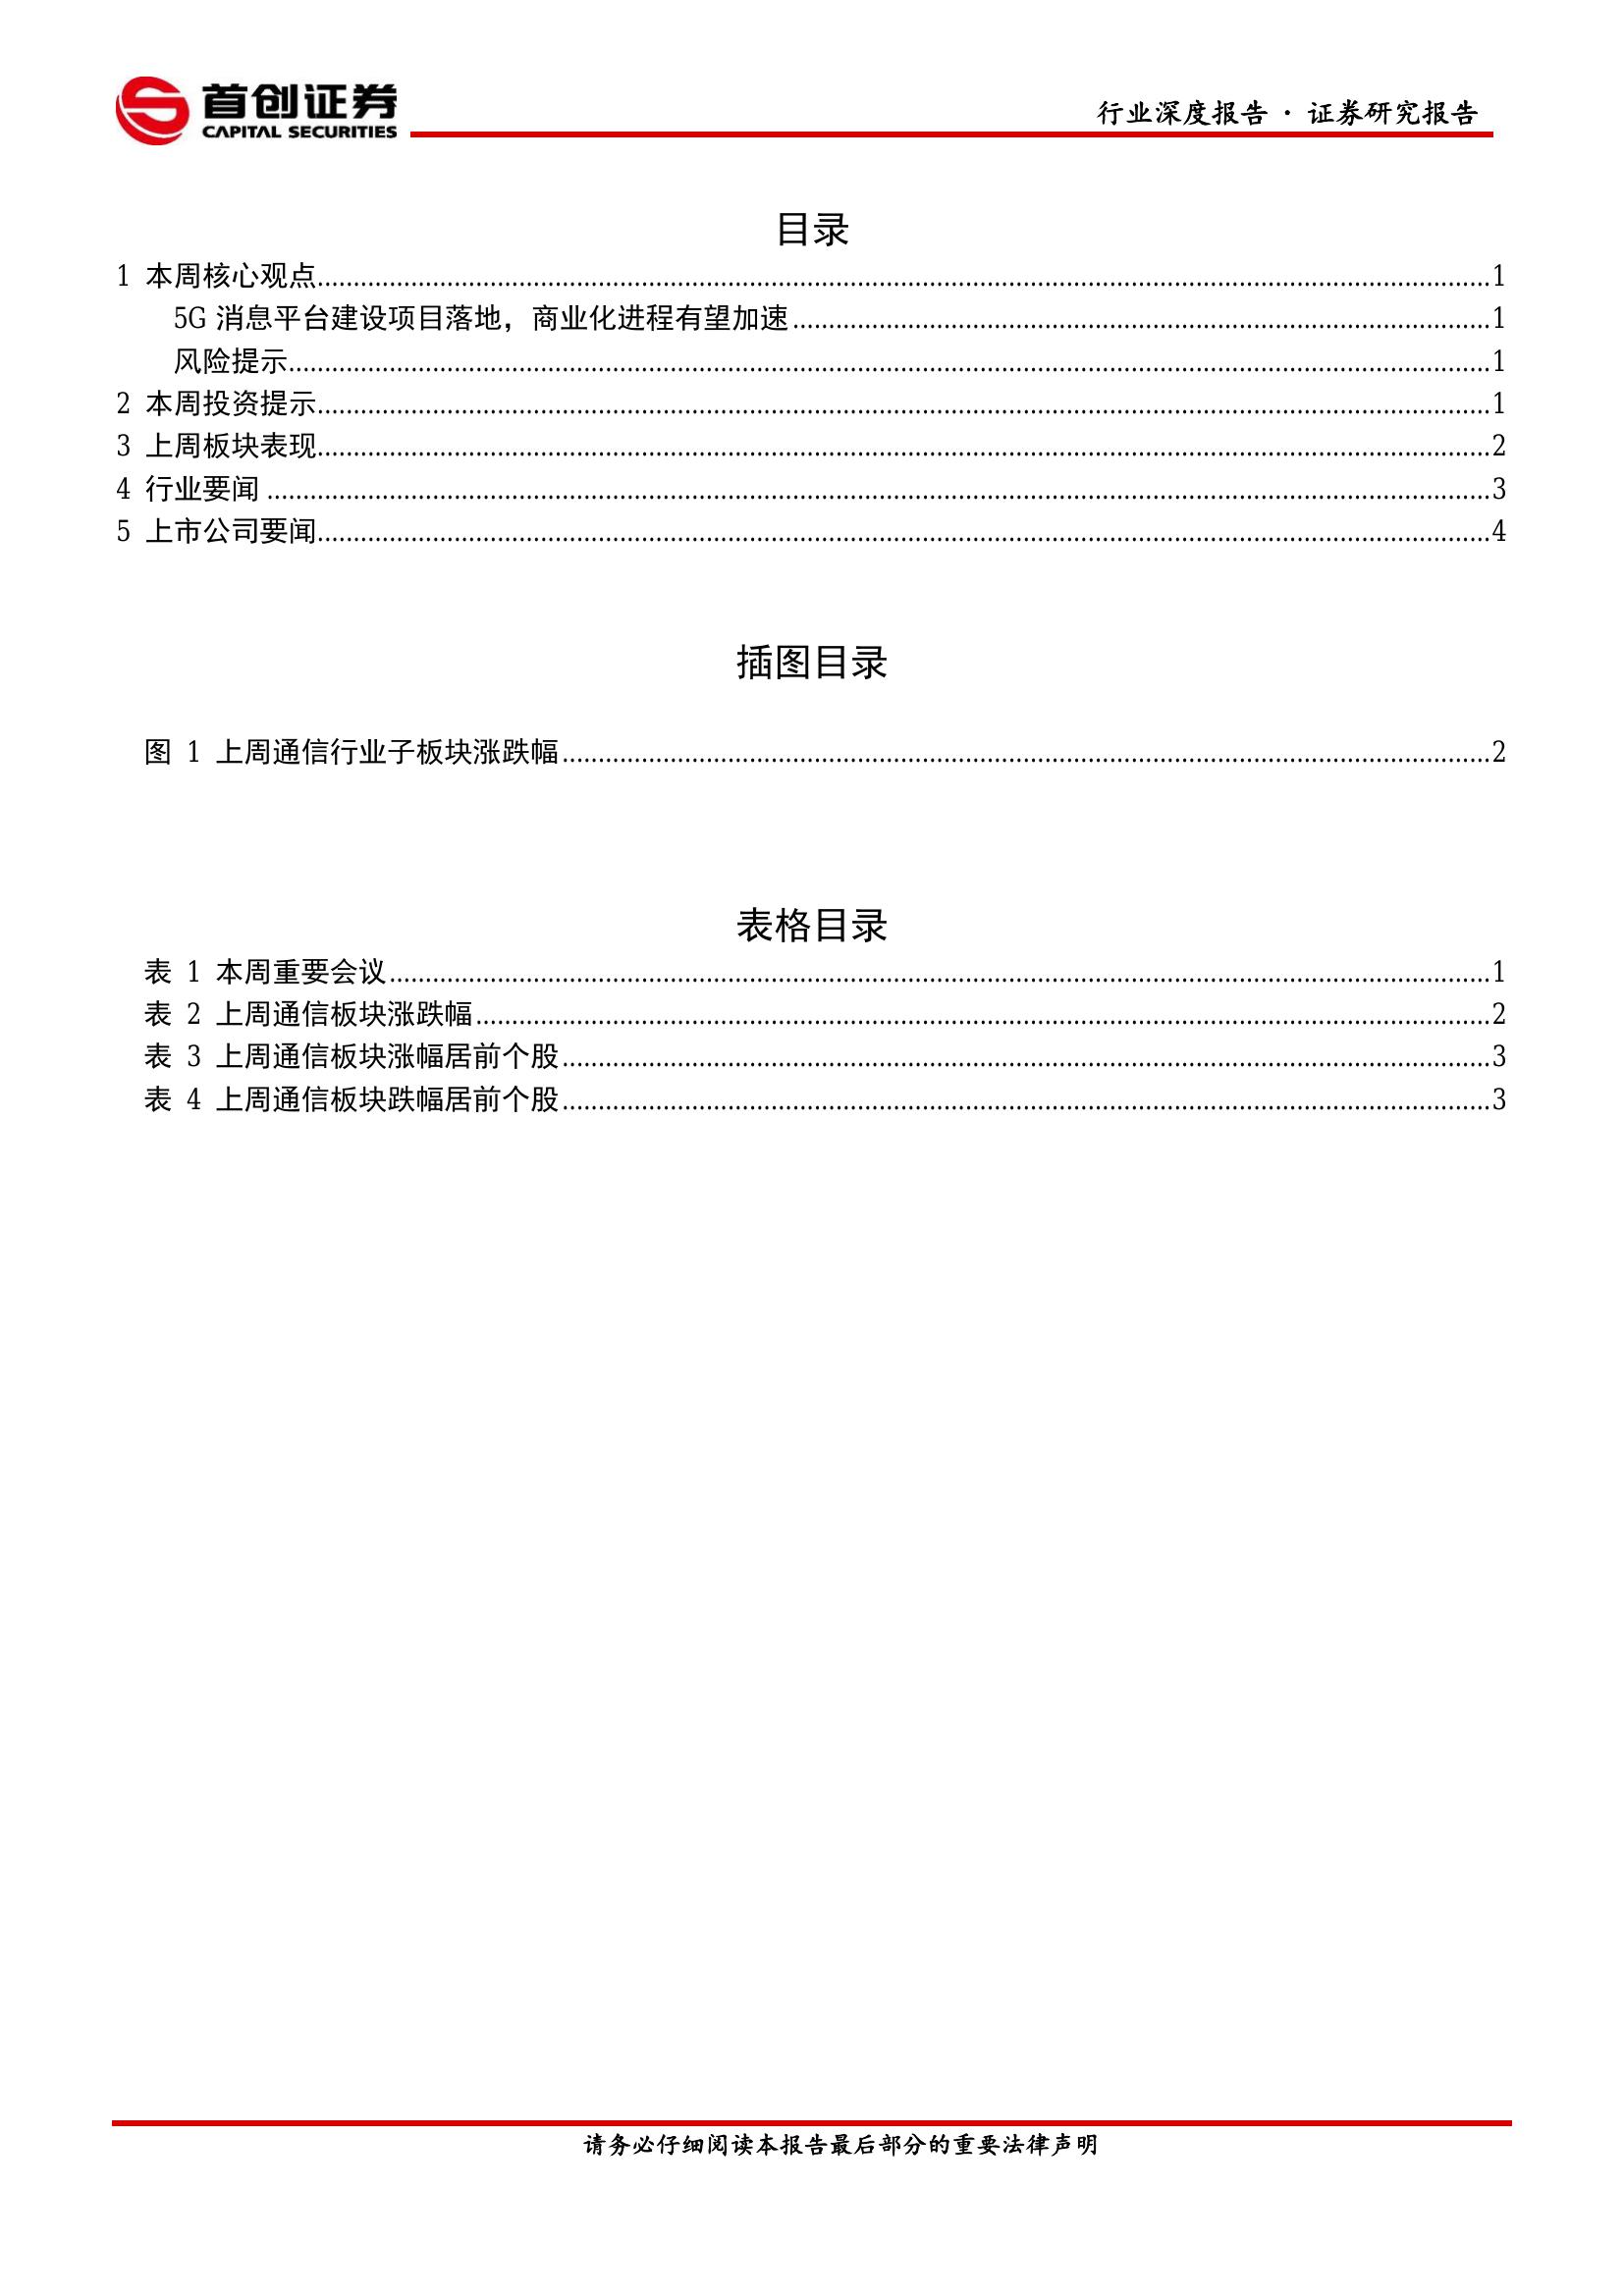 首创证券
CAPITAL SECURITIES
行业深度报告 · 证券研究报告
目录
1 本周核心观点 1
5G 消息平台建设项目落地，商业化进程有望加速 1
风险提示 1
2 本周投资提示 1
3 上周板块表现 2
4 行业要闻 3
5 上市公司要闻 4
插图目录
图 1 上周通信行业子板块涨跌幅 2
表格目录
表 1 本周重要会议 1
表 2 上周通信板块涨跌幅 2
表 3 上周通信板块涨幅居前个股 3
表 4 上周通信板块跌幅居前个股 3
请务必仔细阅读本报告最后部分的重要法律声明